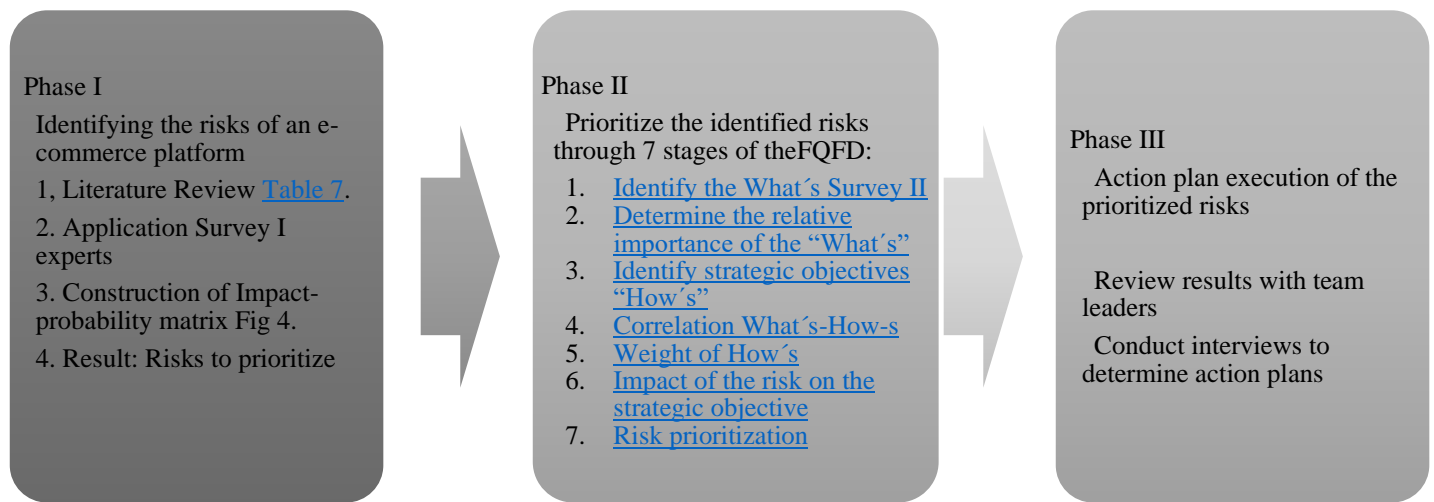 Phase I
Identifying the risks of an e-
commerce platform
1, Literature Review Table 7.
2. Application Survey I
experts
3. Construction of Impact-
probability matrix Fig 4.
4. Result: Risks to prioritize
Phase II
Prioritize the identified risks
through 7 stages of theFQFD:
1. Identify the What´s Survey II
2. Determine the relative
importance of the “What´s”
3. Identify strategic objectives
“How´s”
4. Correlation What´s-How-s
5. Weight of How´s
6. Impact of the risk on the
strategic objective
7. Risk prioritization
Phase III
Action plan execution of the
prioritized risks
Review results with team
leaders
Conduct interviews to
determine action plans